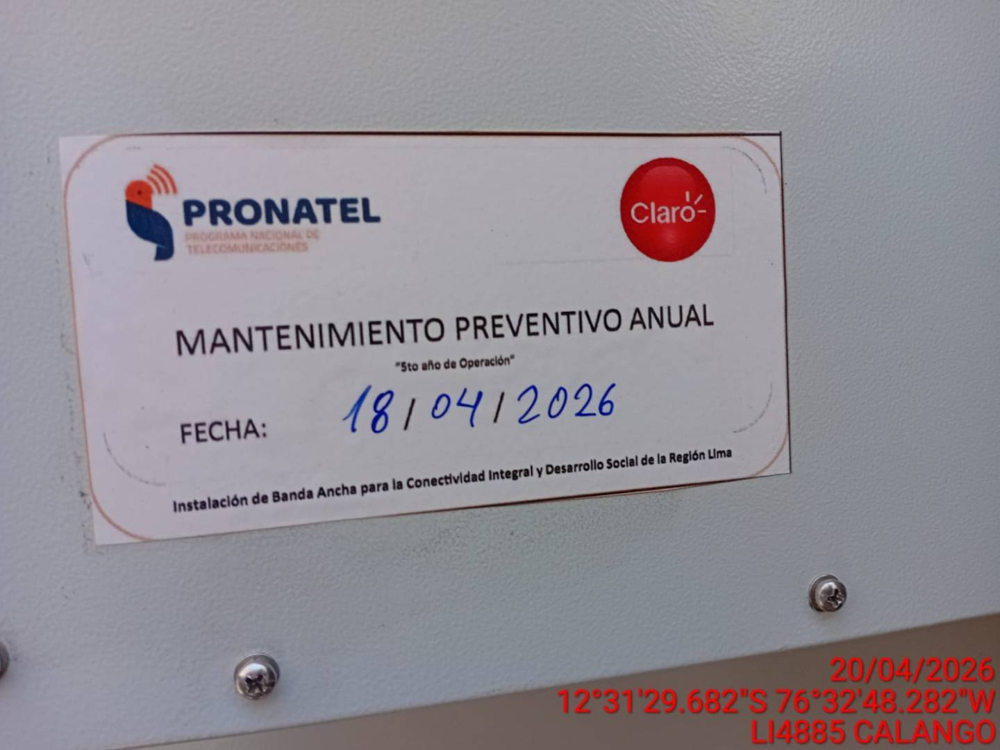 PRONATEL
PROGRAMA NACIONAL DE
TELECOMUNICACIONES
Claro
MANTENIMIENTO PREVENTIVO ANUAL
"5to año de Operación"
FECHA: 18/04/2026
Instalación de Banda Ancha para la Conectividad Integral y Desarrollo Social de la Región Lima
20/04/2026
12°31'29.682"S 76°32'48.282"W
LI4885 CALANGO